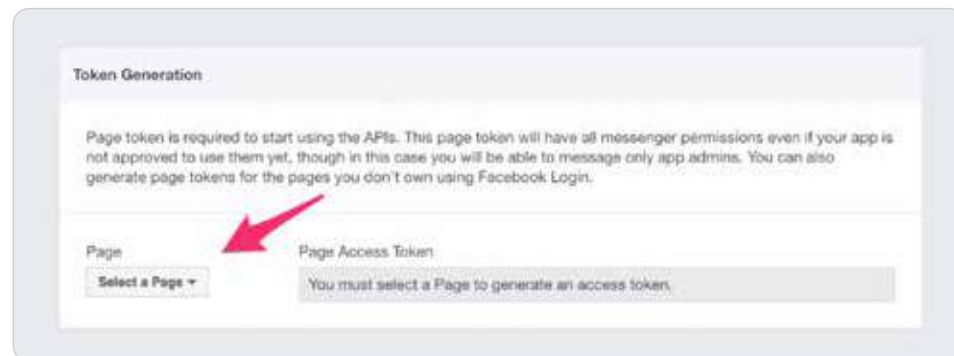 Token Generation
Page token is required to start using the APIs. This page token will have all messenger permissions even if your app is
not approved to use them yet, though in this case you will be able to message only app admins. You can also
generate page tokens for the pages you don't own using Facebook Login.
Page
Page Access Token
Select a Page
You must select a Page to generate an access token.